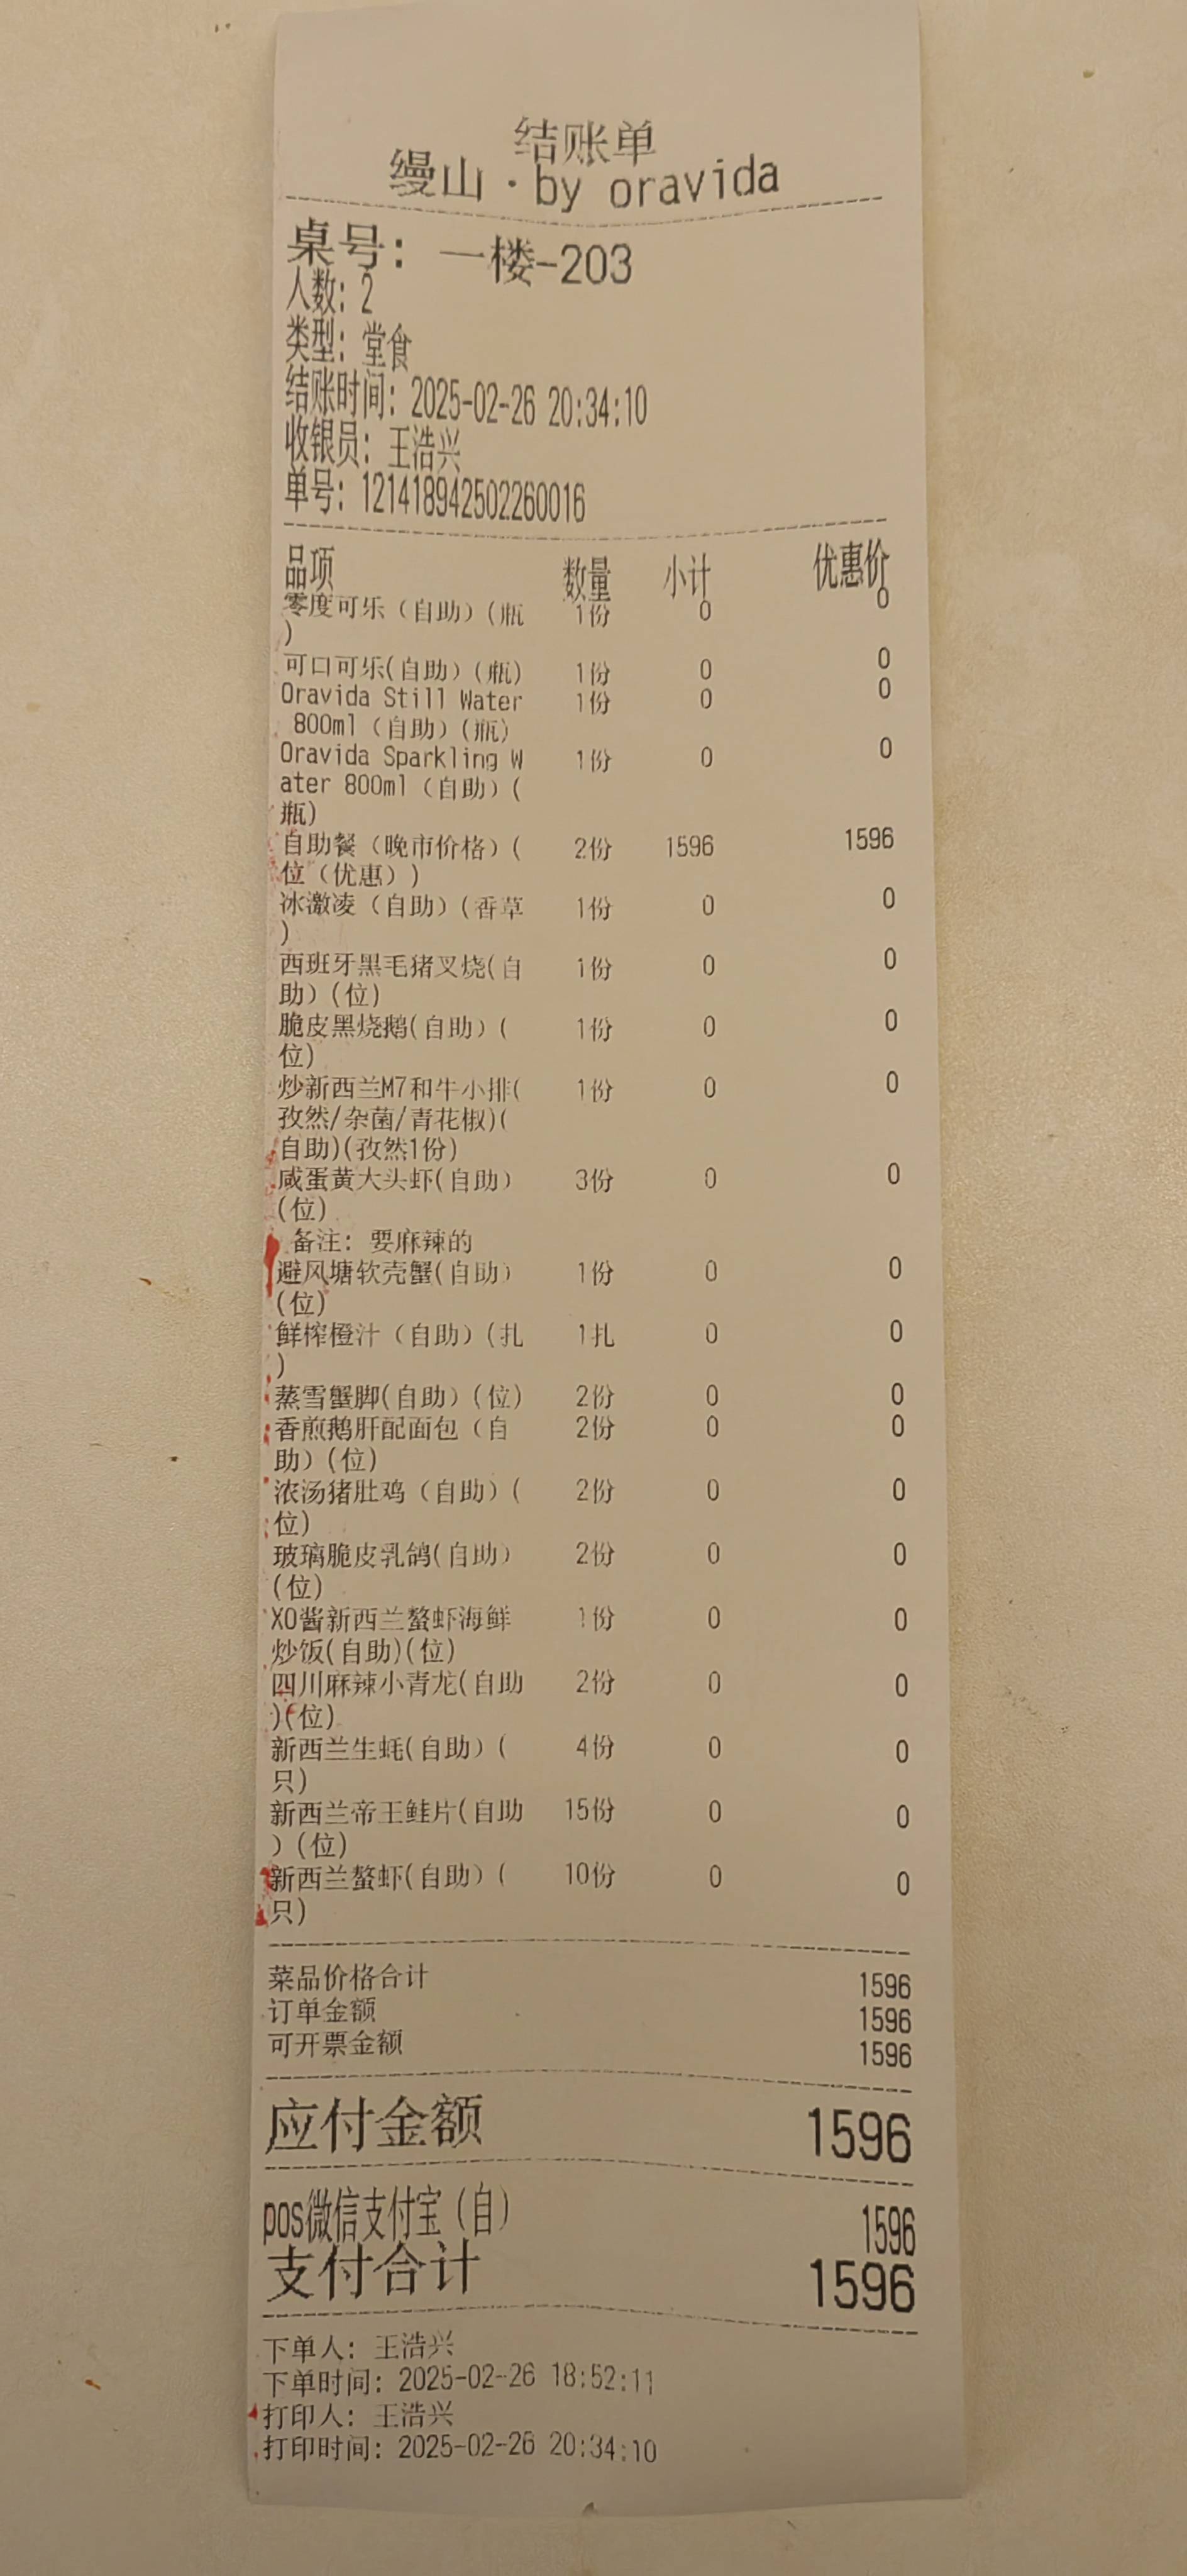 结账单
缦山·by oravida
桌号：一楼-203
人数：2
类型：堂食
结账时间：2025-02-26 20:34:10
收银员：王浩兴
单号：121418942502260016
品项 数量 小计 优惠价
零度可乐（自助）(瓶 1份 0 0
)
可口可乐(自助）(瓶) 1份 0 0
Oravida Still Water 1份 0 0
800ml（自助）(瓶)
Oravida Sparkling W 1份 0 0
ater 800ml（自助）(
瓶)
自助餐（晚市价格）( 2份 1596 1596
位（优惠）)
冰激凌（自助）(香草 1份 0 0
)
西班牙黑毛猪叉烧(自 1份 0 0
助）(位)
脆皮黑烧鹅(自助）( 1份 0 0
位)
炒新西兰M7和牛小排( 1份 0 0
孜然/杂菌/青花椒)(
自助)(孜然1份)
咸蛋黄大头虾(自助） 3份 0 0
(位)
备注：要麻辣的
避风塘软壳蟹(自助） 1份 0 0
(位)
鲜榨橙汁（自助）(扎 1扎 0 0
)
蒸雪蟹脚(自助）(位) 2份 0 0
香煎鹅肝配面包（自 2份 0 0
助）(位)
浓汤猪肚鸡（自助）( 2份 0 0
位)
玻璃脆皮乳鸽(自助） 2份 0 0
(位)
XO酱新西兰螯虾海鲜 1份 0 0
炒饭(自助)(位)
四川麻辣小青龙(自助 2份 0 0
)(位)
新西兰生蚝(自助）( 4份 0 0
只)
新西兰帝王鲑片(自助 15份 0 0
）(位)
新西兰螯虾(自助）( 10份 0 0
只)
菜品价格合计 1596
订单金额 1596
可开票金额 1596
应付金额 1596
pos微信支付宝（自） 1596
支付合计 1596
下单人：王浩兴
下单时间：2025-02-26 18:52:11
打印人：王浩兴
打印时间：2025-02-26 20:34:10